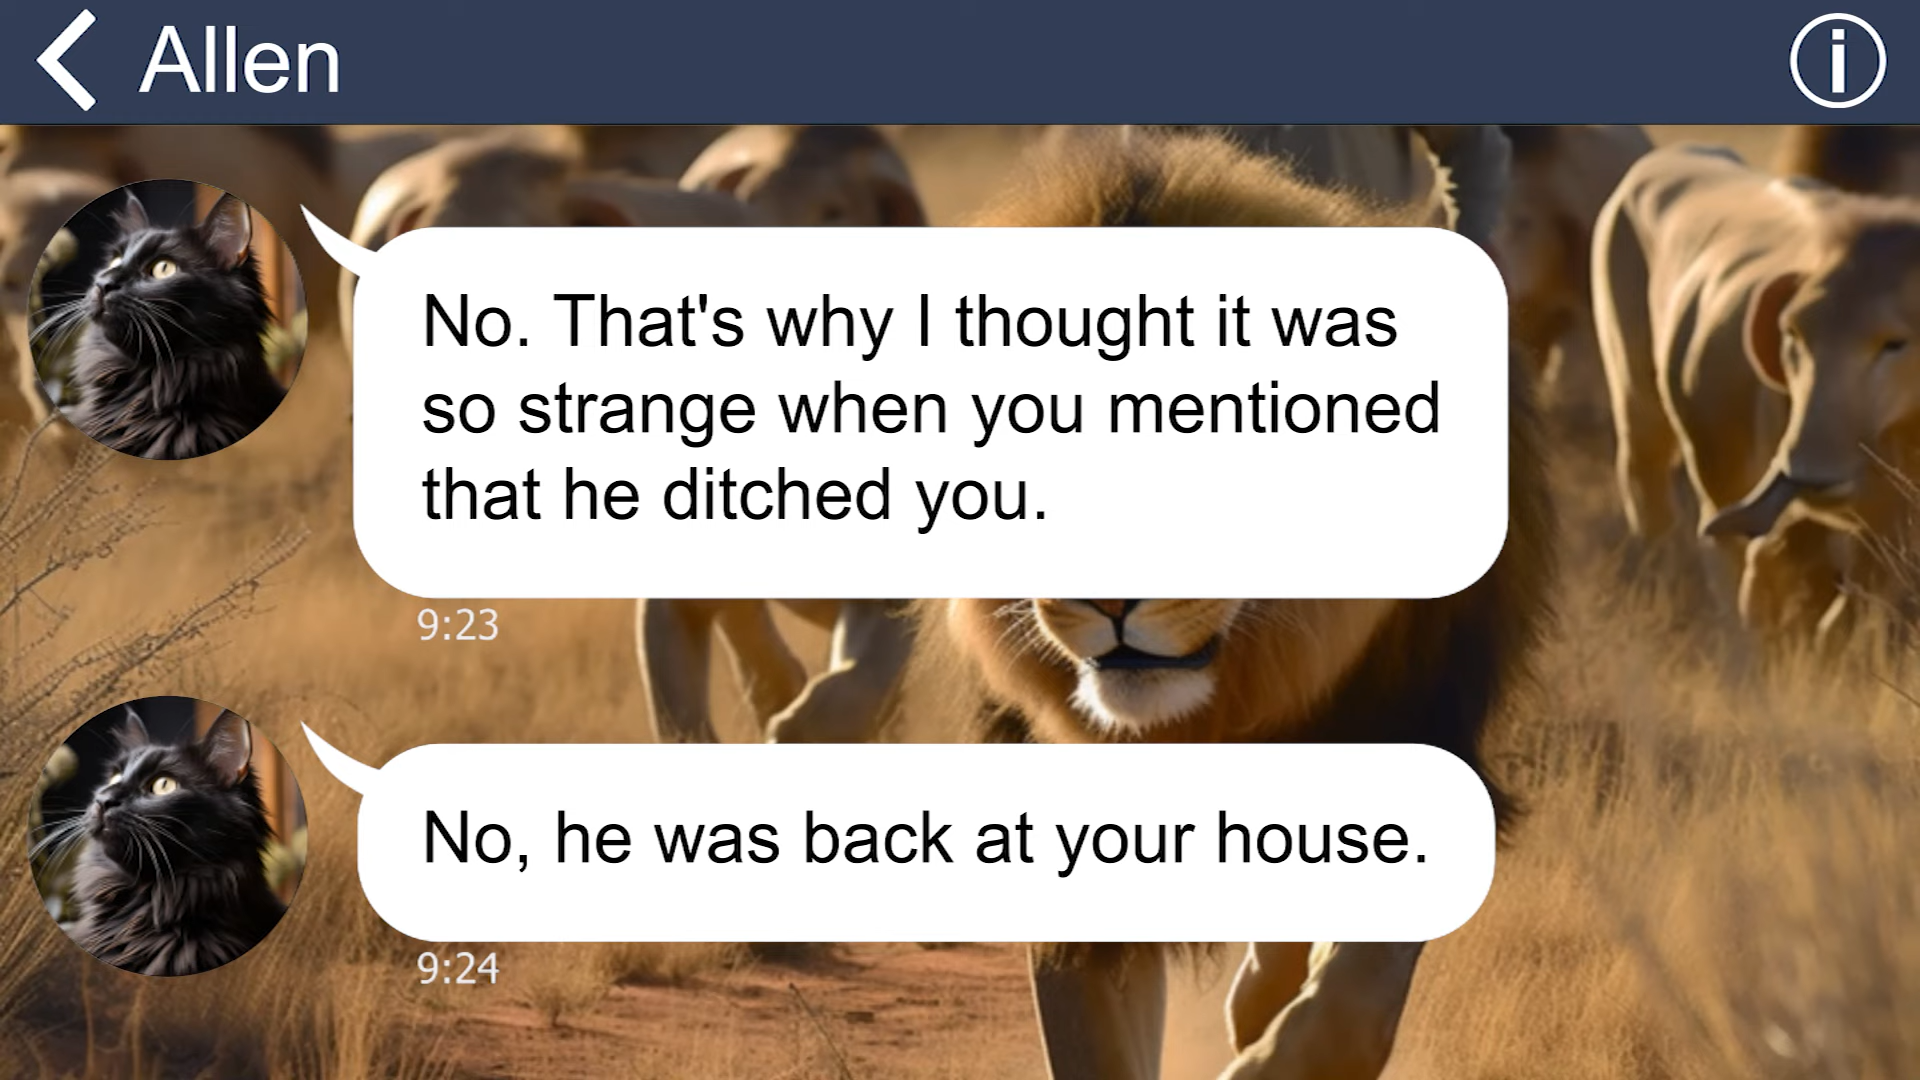 Allen
No. That's why I thought it was
so strange when you mentioned
that he ditched you.
9:23
No, he was back at your house.
9:24